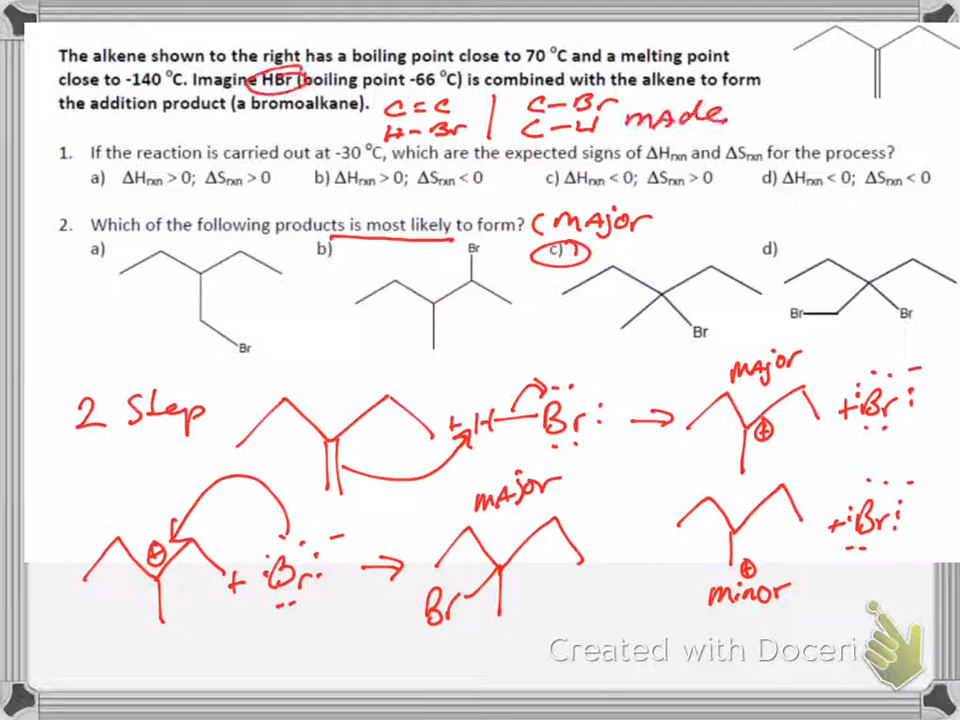 The alkene shown to the right has a boiling point close to 70 °C and a melting point
close to -140 °C. Imagine HBr (boiling point -66 °C) is combined with the alkene to form
the addition product (a bromoalkane).
C = C | C - Br
H - Br | C - H made
1. If the reaction is carried out at -30 °C, which are the expected signs of ΔHrxn and ΔSrxn for the process?
a) ΔHrxn > 0; ΔSrxn > 0 b) ΔHrxn > 0; ΔSrxn < 0 c) ΔHrxn < 0; ΔSrxn > 0 d) ΔHrxn < 0; ΔSrxn < 0
2. Which of the following products is most likely to form? C major
a) b) c) d)
Br
Br
Br
Br Br
2 Step + H - Br: → major + :Br:
+ :Br: → major
Br
+ :Br:
minor
Created with Doceri